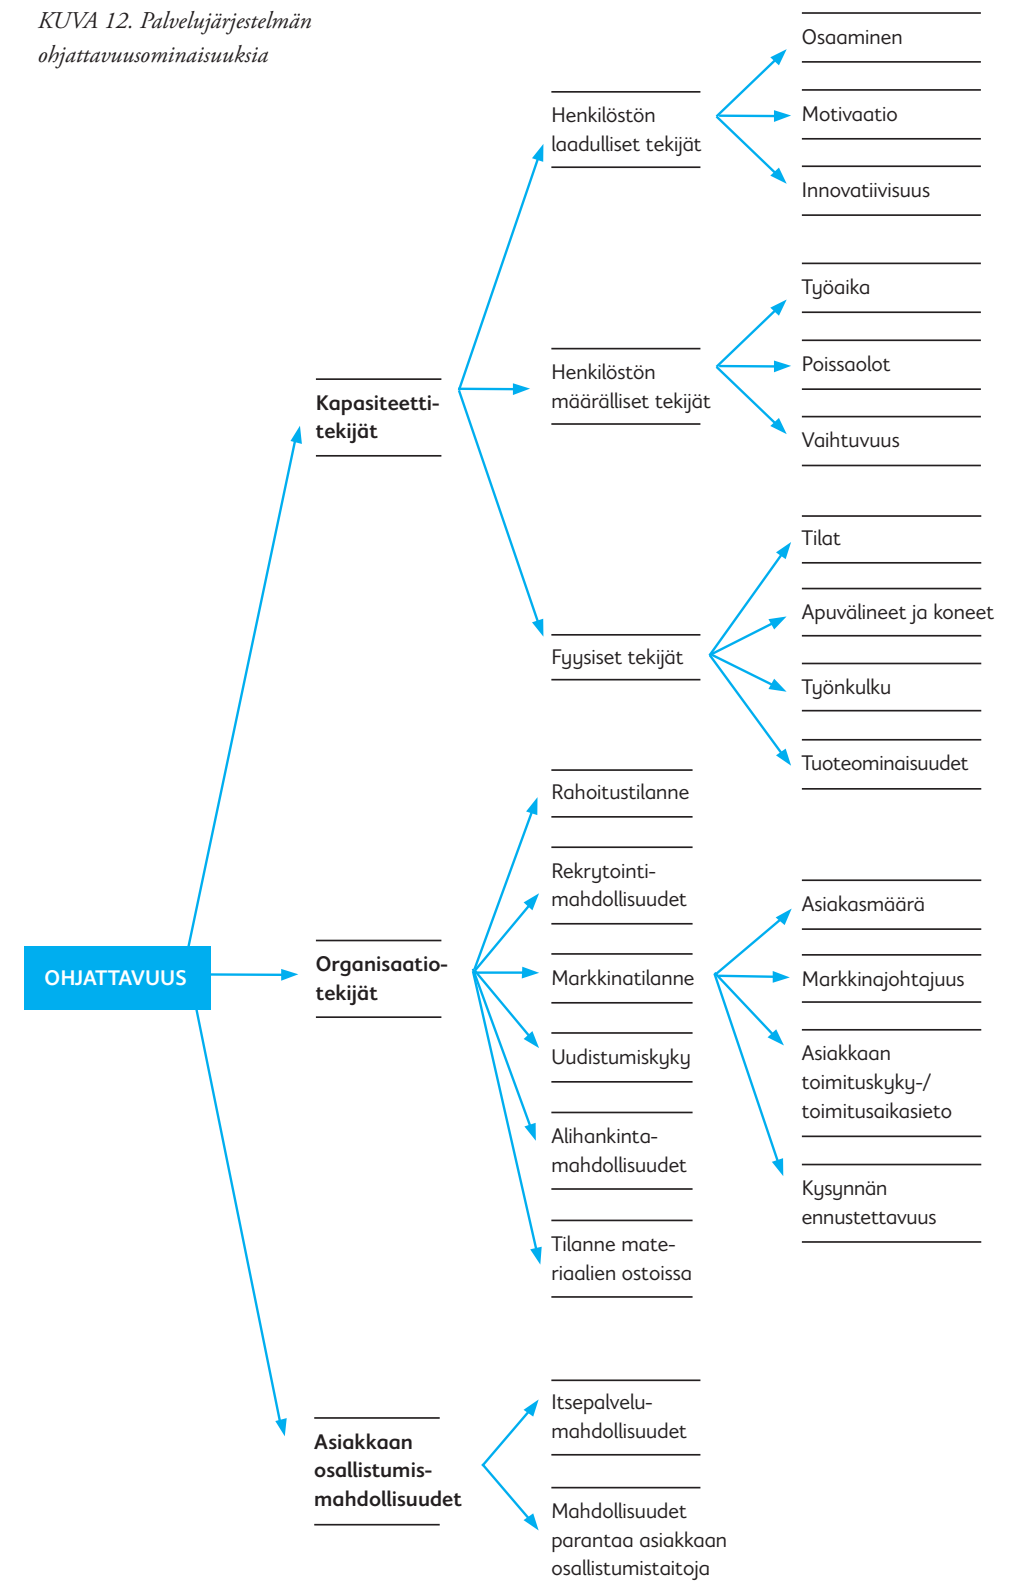 KUVA 12. Palvelujärjestelmän
ohjattavuusominaisuuksia
OHJATTAVUUS
Kapasiteetti-
tekijät
Henkilöstön
laadulliset tekijät
Osaaminen
Motivaatio
Innovatiivisuus
Henkilöstön
määrälliset tekijät
Työaika
Poissaolot
Vaihtuvuus
Fyysiset tekijät
Tilat
Apuvälineet ja koneet
Työnkulku
Tuoteominaisuudet
Organisaatio-
tekijät
Rahoitustilanne
Rekrytointi-
mahdollisuudet
Markkinatilanne
Asiakasmäärä
Markkinajohtajuus
Asiakkaan
toimituskyky-/
toimitusaikasieto
Kysynnän
ennustettavuus
Uudistumiskyky
Alihankinta-
mahdollisuudet
Tilanne mate-
riaalien ostoissa
Asiakkaan
osallistumis-
mahdollisuudet
Itsepalvelu-
mahdollisuudet
Mahdollisuudet
parantaa asiakkaan
osallistumistaitoja